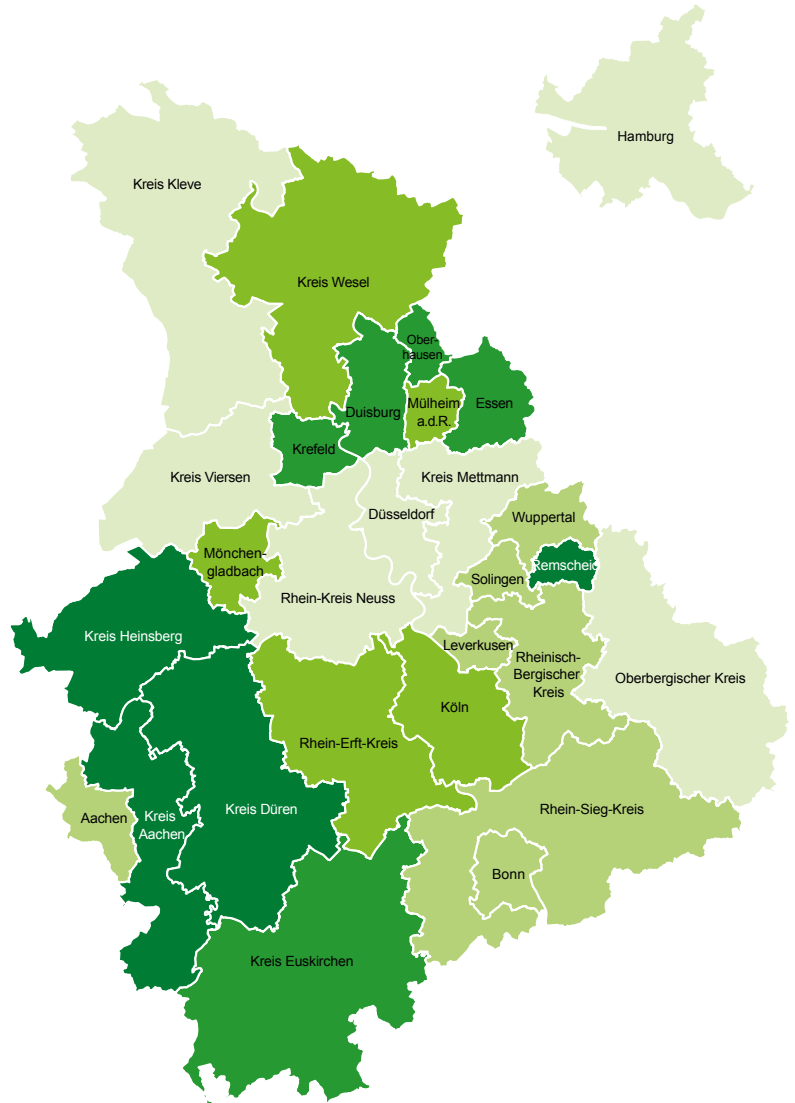 Hamburg
Kreis Kleve
Kreis Wesel
Ober-
hausen
Duisburg
Mülheim
a.d.R.
Essen
Krefeld
Kreis Viersen
Kreis Mettmann
Düsseldorf
Wuppertal
Mönchen-
gladbach
Remscheid
Solingen
Rhein-Kreis Neuss
Kreis Heinsberg
Leverkusen
Rheinisch-
Bergischer
Kreis
Oberbergischer Kreis
Köln
Rhein-Erft-Kreis
Aachen
Kreis
Aachen
Kreis Düren
Rhein-Sieg-Kreis
Bonn
Kreis Euskirchen